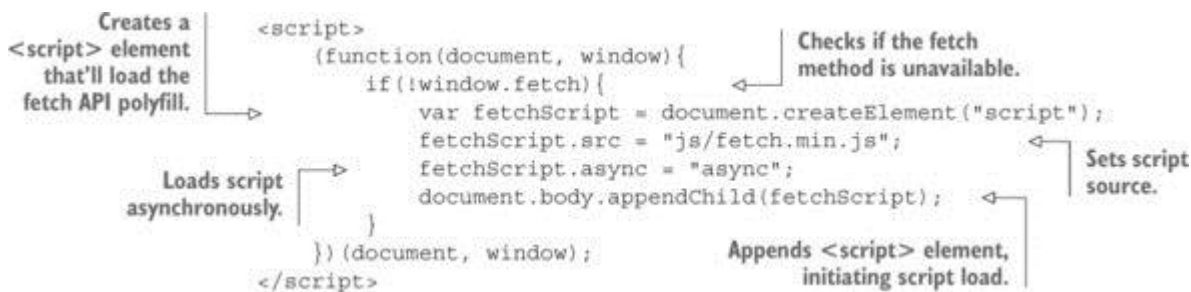 Creates a
<script> element
that'll load the
fetch API polyfill.
<script>
(function(document, window){
if(!window.fetch){
Checks if the fetch
method is unavailable.
var fetchScript = document.createElement("script");
fetchScript.src = "js/fetch.min.js";
Sets script
source.
Loads script
asynchronously.
fetchScript.async = "async";
document.body.appendChild(fetchScript);
Appends <script> element,
initiating script load.
}
})(document, window);
</script>